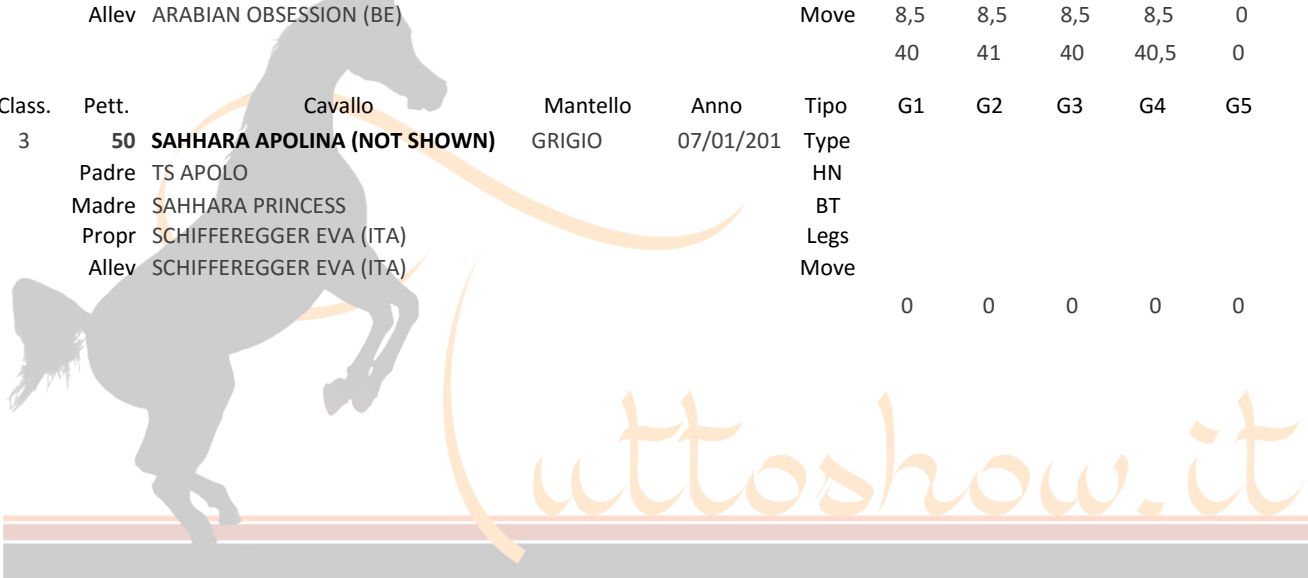 Allev ARABIAN OBSESSION (BE) Move 8,5 8,5 8,5 8,5 0
40 41 40 40,5 0
Class. Pett. Cavallo Mantello Anno Tipo G1 G2 G3 G4 G5
3 50 SAHHARA APOLINA (NOT SHOWN) GRIGIO 07/01/201 Type
Padre TS APOLO HN
Madre SAHHARA PRINCESS BT
Propr SCHIFFEREGGER EVA (ITA) Legs
Allev SCHIFFEREGGER EVA (ITA) Move
0 0 0 0 0
Tuttoshow.it